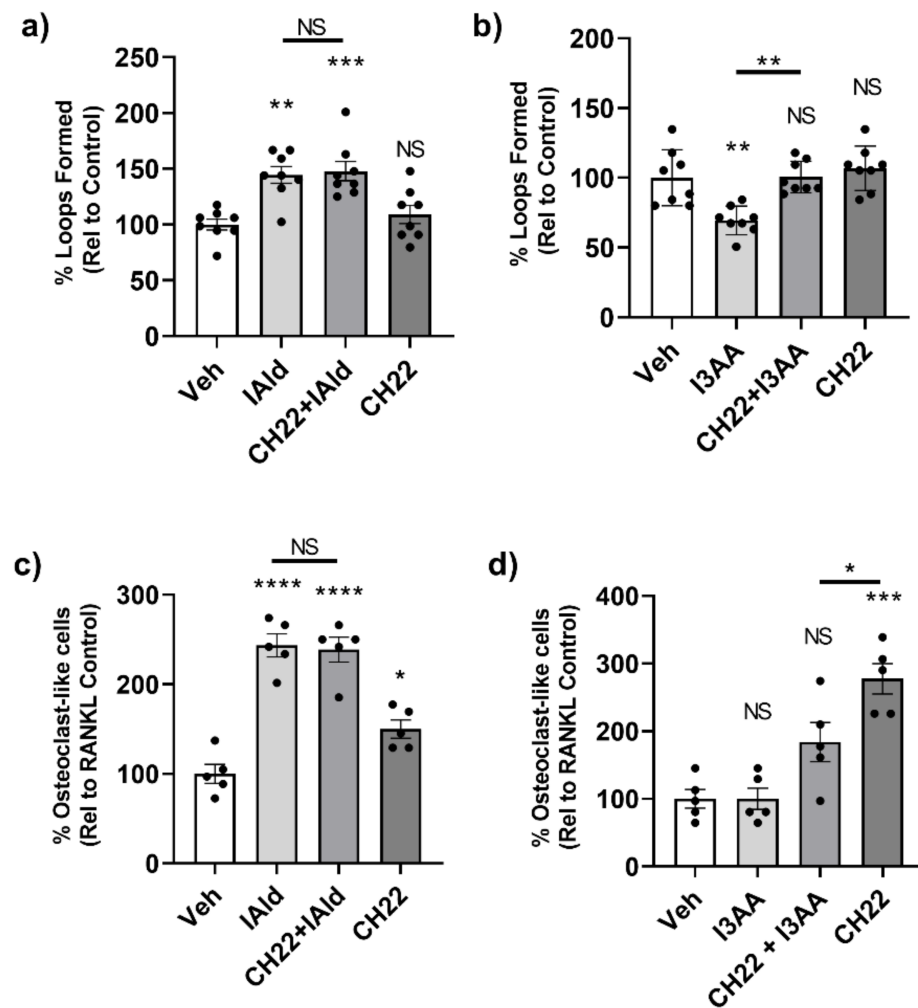 a)
% Loops Formed
(Rel to Control)
250
200
150
100
50
0
NS
**
***
NS
Veh
IAld
CH22+IAld
CH22
b)
% Loops Formed
(Rel to Control)
200
150
100
50
0
**
**
NS
NS
Veh
I3AA
CH22+I3AA
CH22
c)
% Osteoclast-like cells
(Rel to RANKL Control)
300
200
100
0
NS
****
****
*
Veh
IAld
CH22+IAld
CH22
d)
% Osteoclast-like cells
(Rel to RANKL Control)
400
300
200
100
0
*
NS
NS
***
Veh
I3AA
CH22 + I3AA
CH22